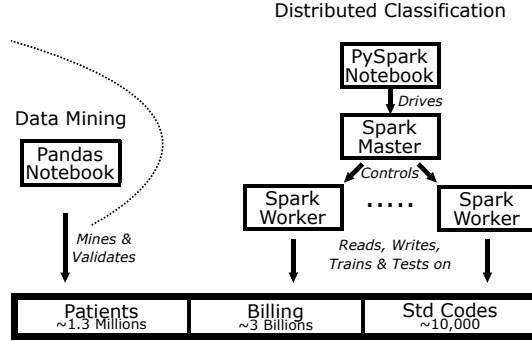 Distributed Classification
PySpark
Notebook
Drives
Data Mining
Spark
Master
Pandas
Notebook
Controls
Spark
Worker
.....
Spark
Worker
Mines &
Validates
Reads, Writes,
Trains & Tests on
Patients
~1.3 Millions
Billing
~3 Billions
Std Codes
~10,000